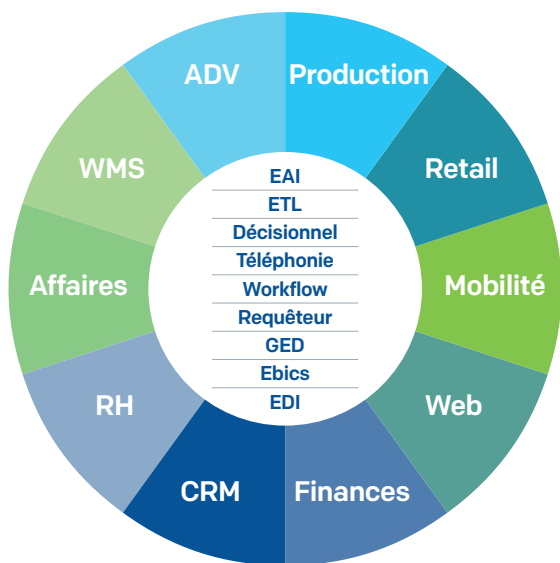 ADV
Production
WMS
Retail
Affaires
Mobilité
RH
Web
CRM
Finances
EAI
ETL
Décisionnel
Téléphonie
Workflow
Requêteur
GED
Ebics
EDI